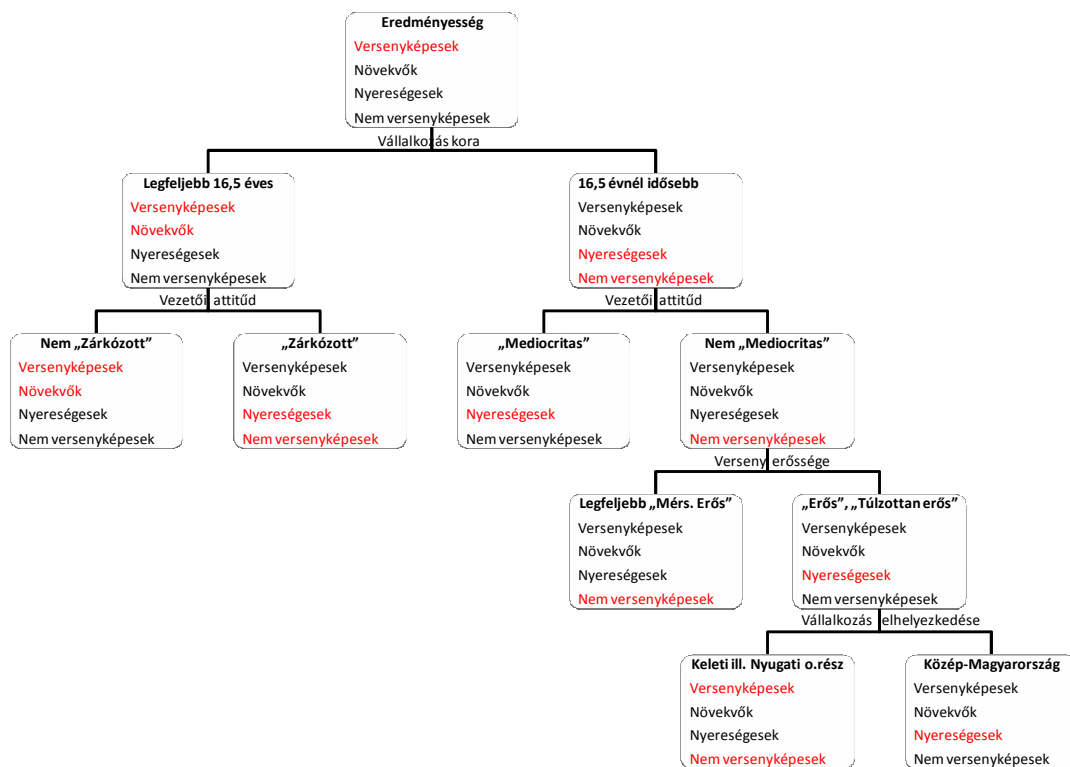 Eredményesség
Versenyképesek
Növekvők
Nyereségesek
Nem versenyképesek
Vállalkozás kora
Legfeljebb 16,5 éves
Versenyképesek
Növekvők
Nyereségesek
Nem versenyképesek
16,5 évnél idősebb
Versenyképesek
Növekvők
Nyereségesek
Nem versenyképesek
Vezetői attitűd
Vezetői attitűd
Nem „Zárkózott”
Versenyképesek
Növekvők
Nyereségesek
Nem versenyképesek
„Zárkózott”
Versenyképesek
Növekvők
Nyereségesek
Nem versenyképesek
„Mediocritas”
Versenyképesek
Növekvők
Nyereségesek
Nem versenyképesek
Nem „Mediocritas”
Versenyképesek
Növekvők
Nyereségesek
Nem versenyképesek
Verseny erőssége
Legfeljebb „Mérs. Erős”
Versenyképesek
Növekvők
Nyereségesek
Nem versenyképesek
„Erős”, „Túlzottan erős”
Versenyképesek
Növekvők
Nyereségesek
Nem versenyképesek
Vállalkozás elhelyezkedése
Keleti ill. Nyugati o.rész
Versenyképesek
Növekvők
Nyereségesek
Nem versenyképesek
Közép-Magyarország
Versenyképesek
Növekvők
Nyereségesek
Nem versenyképesek